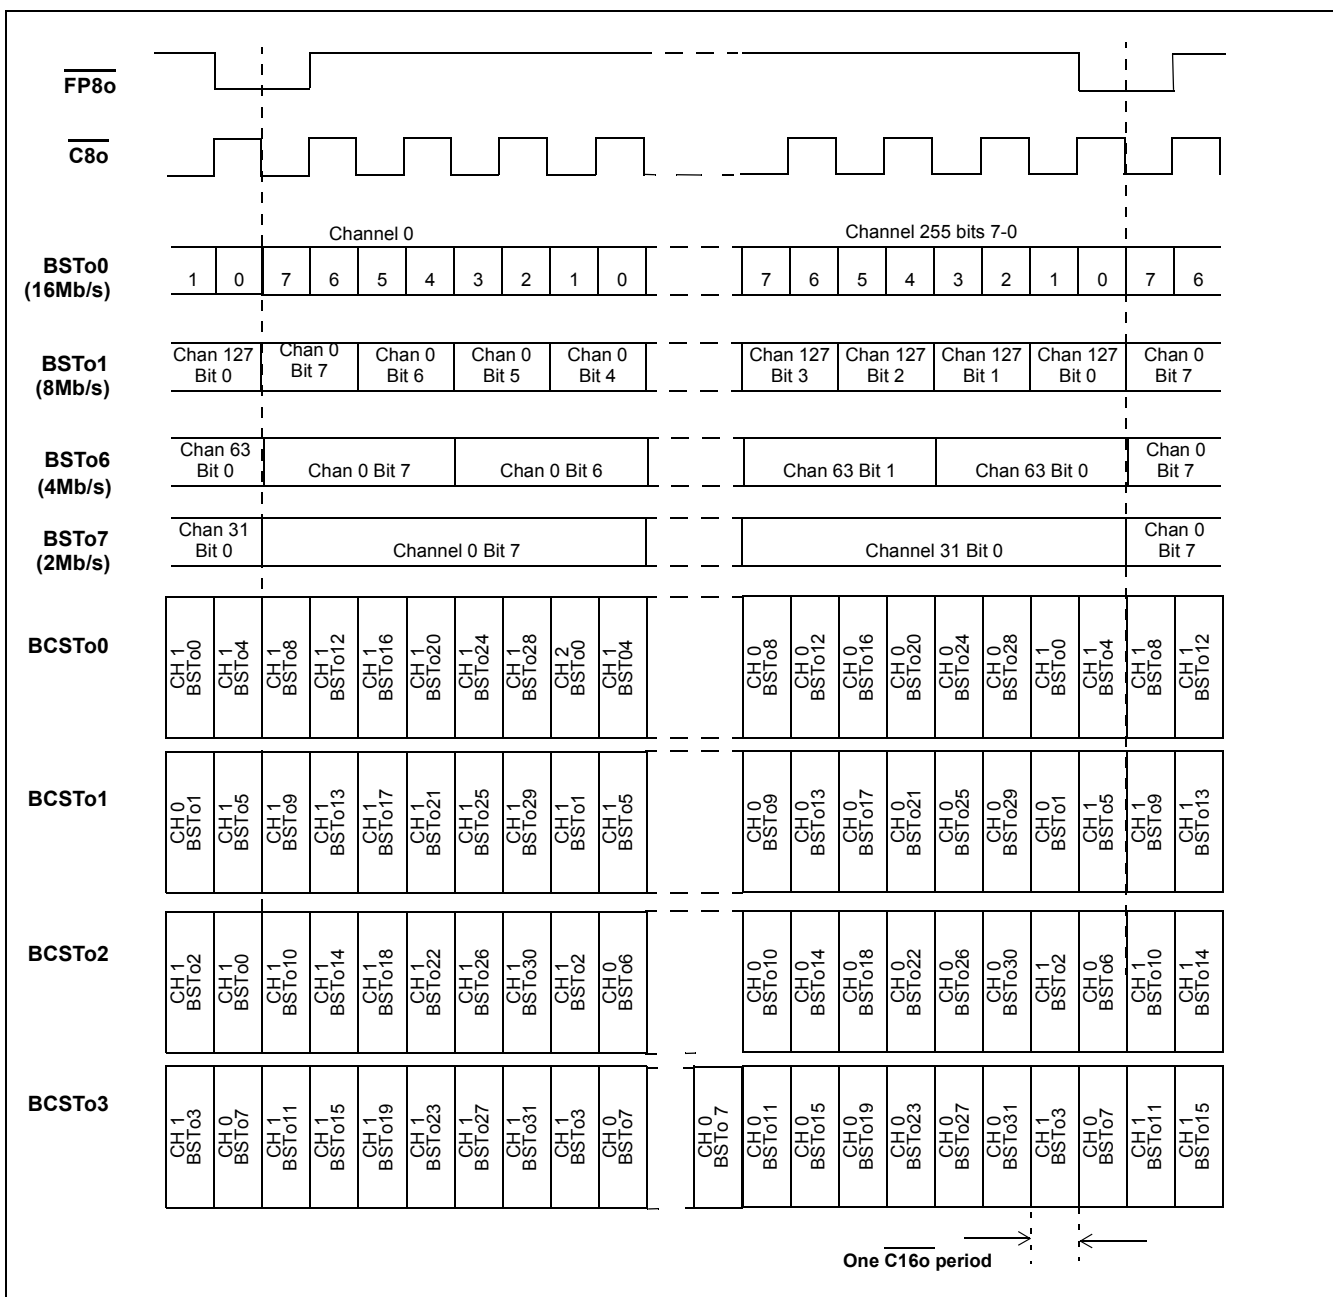 FP8o
C8o
Channel 0
Channel 255 bits 7-0
BSTo0
(16Mb/s)
1 0 7 6 5 4 3 2 1 0 7 6 5 4 3 2 1 0 7 6
BSTo1
(8Mb/s)
Chan 127 Bit 0
Chan 0 Bit 7
Chan 0 Bit 6
Chan 0 Bit 5
Chan 0 Bit 4
Chan 127 Bit 3
Chan 127 Bit 2
Chan 127 Bit 1
Chan 127 Bit 0
Chan 0 Bit 7
BSTo6
(4Mb/s)
Chan 63 Bit 0
Chan 0 Bit 7
Chan 0 Bit 6
Chan 63 Bit 1
Chan 63 Bit 0
Chan 0 Bit 7
BSTo7
(2Mb/s)
Chan 31 Bit 0
Channel 0 Bit 7
Channel 31 Bit 0
Chan 0 Bit 7
BCSTo0
CH 1 BSTo0
CH 1 BSTo4
CH 1 BSTo8
CH 1 BSTo12
CH 1 BSTo16
CH 1 BSTo20
CH 1 BSTo24
CH 1 BSTo28
CH 2 BSTo0
CH 1 BST04
CH 0 BSTo8
CH 0 BSTo12
CH 0 BSTo16
CH 0 BSTo20
CH 0 BSTo24
CH 0 BSTo28
CH 1 BSTo0
CH 1 BSTo4
CH 1 BSTo8
CH 1 BSTo12
BCSTo1
CH 0 BSTo1
CH 1 BSTo5
CH 1 BSTo9
CH 1 BSTo13
CH 1 BSTo17
CH 1 BSTo21
CH 1 BSTo25
CH 1 BSTo29
CH 1 BSTo1
CH 1 BSTo5
CH 0 BSTo9
CH 0 BSTo13
CH 0 BSTo17
CH 0 BSTo21
CH 0 BSTo25
CH 0 BSTo29
CH 0 BSTo1
CH 1 BSTo5
CH 1 BSTo9
CH 1 BSTo13
BCSTo2
CH 1 BSTo2
CH 1 BSTo0
CH 1 BSTo10
CH 1 BSTo14
CH 1 BSTo18
CH 1 BSTo22
CH 1 BSTo26
CH 1 BSTo30
CH 1 BSTo2
CH 0 BSTo6
CH 0 BSTo10
CH 0 BSTo14
CH 0 BSTo18
CH 0 BSTo22
CH 0 BSTo26
CH 0 BSTo30
CH 1 BSTo2
CH 0 BSTo6
CH 1 BSTo10
CH 1 BSTo14
BCSTo3
CH 1 BSTo3
CH 0 BSTo7
CH 1 BSTo11
CH 1 BSTo15
CH 1 BSTo19
CH 1 BSTo23
CH 1 BSTo27
CH 1 BSTo31
CH 1 BSTo3
CH 0 BSTo7
CH 0 BSTo 7
CH 0 BSTo11
CH 0 BSTo15
CH 0 BSTo19
CH 0 BSTo23
CH 0 BSTo27
CH 0 BSTo31
CH 1 BSTo3
CH 0 BSTo7
CH 1 BSTo11
CH 1 BSTo15
One C16o period